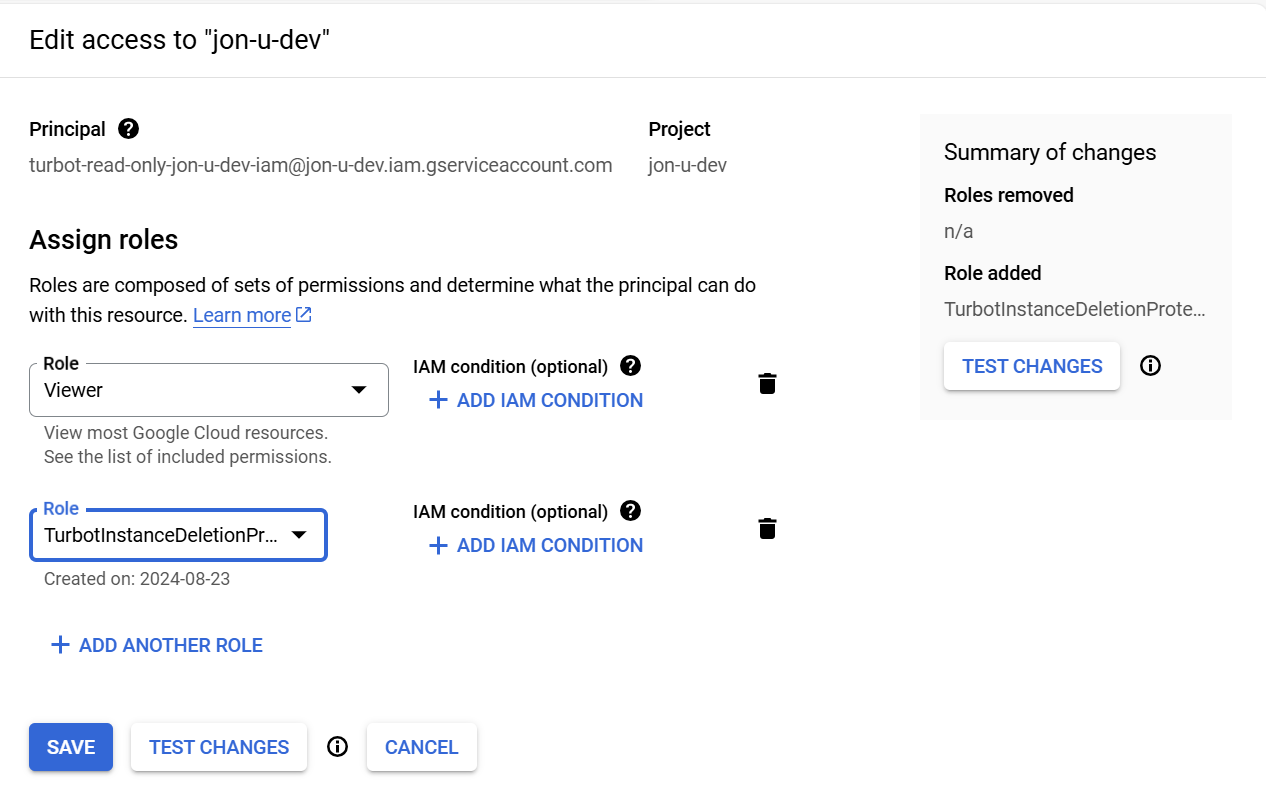 Edit access to "jon-u-dev"
Principal
turbot-read-only-jon-u-dev-iam@jon-u-dev.iam.gserviceaccount.com
Project
jon-u-dev
Assign roles
Roles are composed of sets of permissions and determine what the principal can do
with this resource. Learn more
Role
Viewer
View most Google Cloud resources.
See the list of included permissions.
IAM condition (optional)
+ ADD IAM CONDITION
Role
TurbotInstanceDeletionPr...
Created on: 2024-08-23
IAM condition (optional)
+ ADD IAM CONDITION
+ ADD ANOTHER ROLE
SAVE
TEST CHANGES
CANCEL
Summary of changes
Roles removed
n/a
Role added
TurbotInstanceDeletionProte...
TEST CHANGES